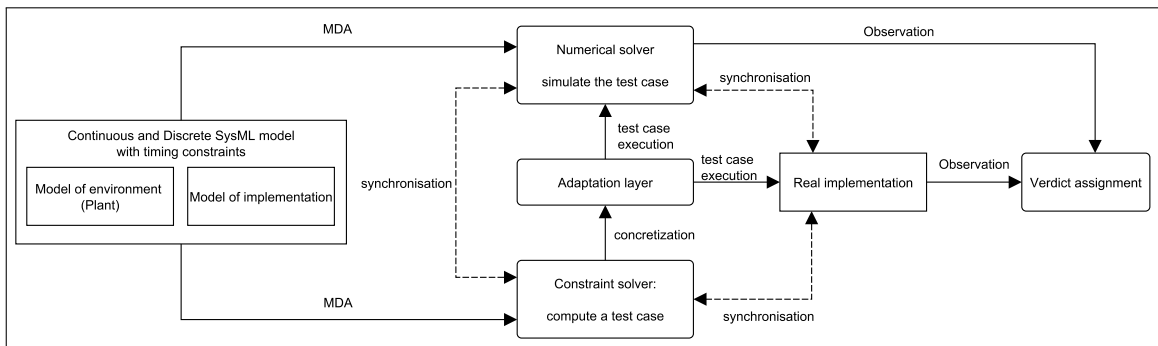 MDA
Numerical solver
simulate the test case
Observation
synchronisation
Continuous and Discrete SysML model
with timing constraints
Model of environment
(Plant)
Model of implementation
synchronisation
test case
execution
Adaptation layer
test case
execution
Real implementation
Observation
Verdict assignment
concretization
MDA
Constraint solver:
compute a test case
synchronisation